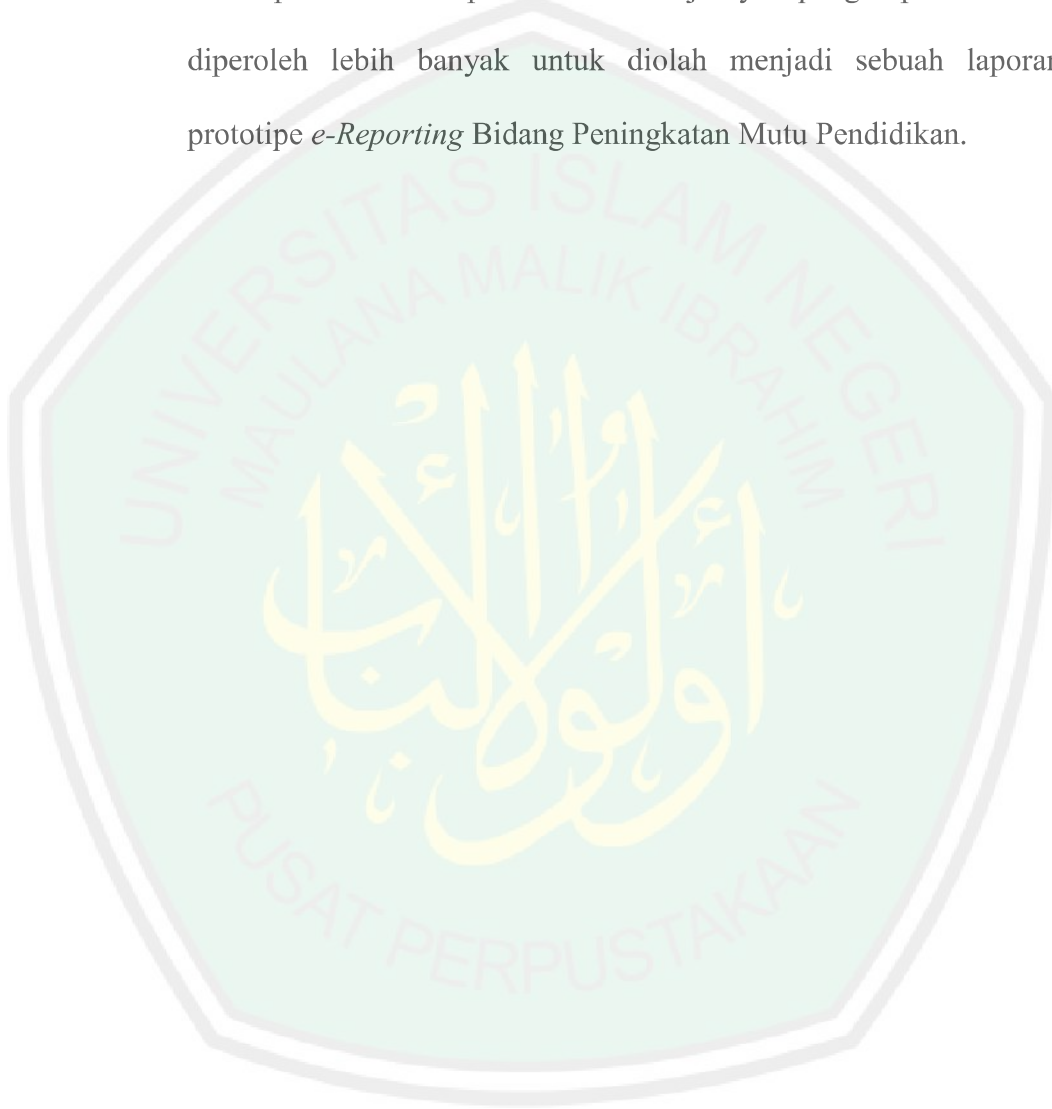 diperoleh lebih banyak untuk diolah menjadi sebuah laporan
prototipe e-Reporting Bidang Peningkatan Mutu Pendidikan.
UNIVERSITAS ISLAM NEGERI
MAULANA MALIK IBRAHIM
PUSAT PERPUSTAKAAN